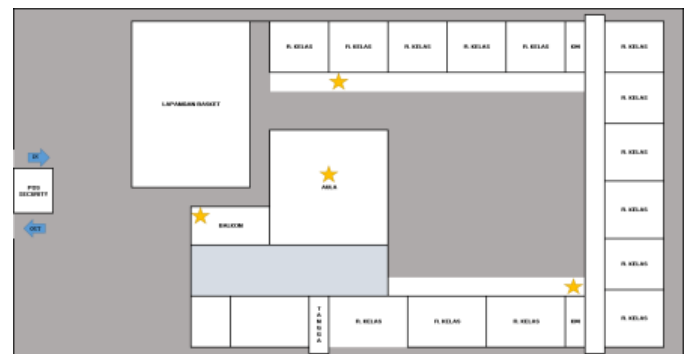 R. KELAS R. KELAS R. KELAS R. KELAS R. KELAS KM R. KELAS
R. KELAS
LAPANGAN BASKET
R. KELAS
IN
POS
SECURITY
AULA
R. KELAS
BALKON
OUT
R. KELAS
TANGGA
R. KELAS R. KELAS R. KELAS KM R. KELAS